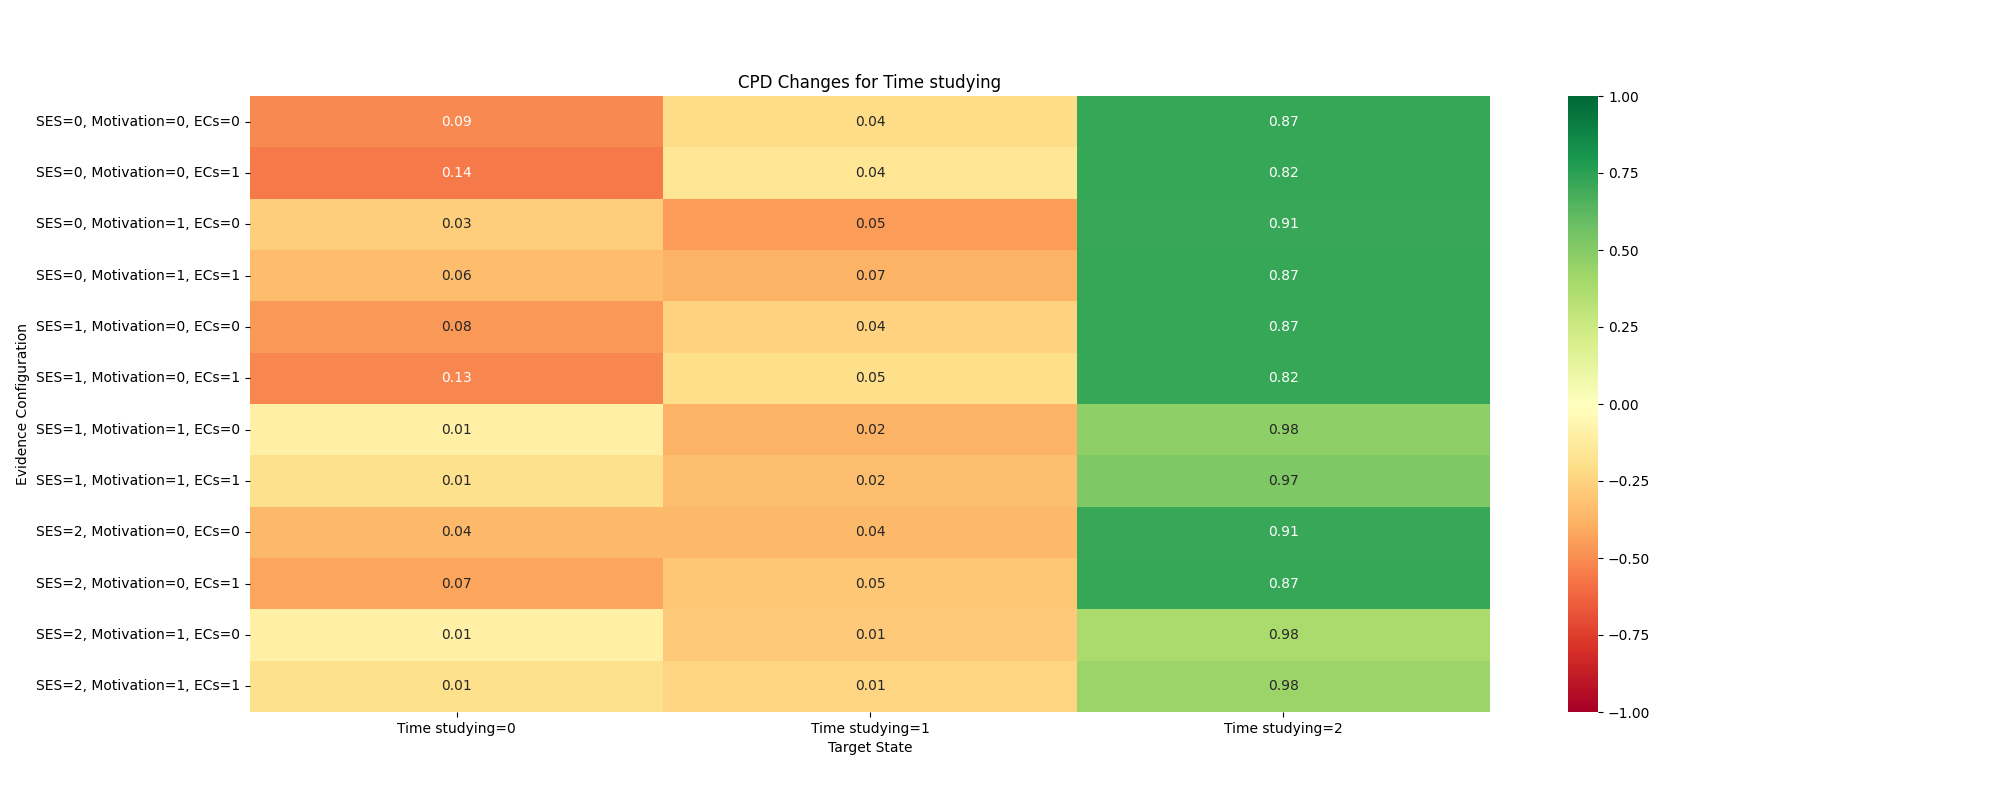 CPD Changes for Time studying
SES=0, Motivation=0, ECs=0 0.09 0.04 0.87
SES=0, Motivation=0, ECs=1 0.14 0.04 0.82
SES=0, Motivation=1, ECs=0 0.03 0.05 0.91
SES=0, Motivation=1, ECs=1 0.06 0.07 0.87
SES=1, Motivation=0, ECs=0 0.08 0.04 0.87
SES=1, Motivation=0, ECs=1 0.13 0.05 0.82
SES=1, Motivation=1, ECs=0 0.01 0.02 0.98
SES=1, Motivation=1, ECs=1 0.01 0.02 0.97
SES=2, Motivation=0, ECs=0 0.04 0.04 0.91
SES=2, Motivation=0, ECs=1 0.07 0.05 0.87
SES=2, Motivation=1, ECs=0 0.01 0.01 0.98
SES=2, Motivation=1, ECs=1 0.01 0.01 0.98
Evidence Configuration
Time studying=0 Time studying=1 Time studying=2
Target State
1.00
0.75
0.50
0.25
0.00
−0.25
−0.50
−0.75
−1.00